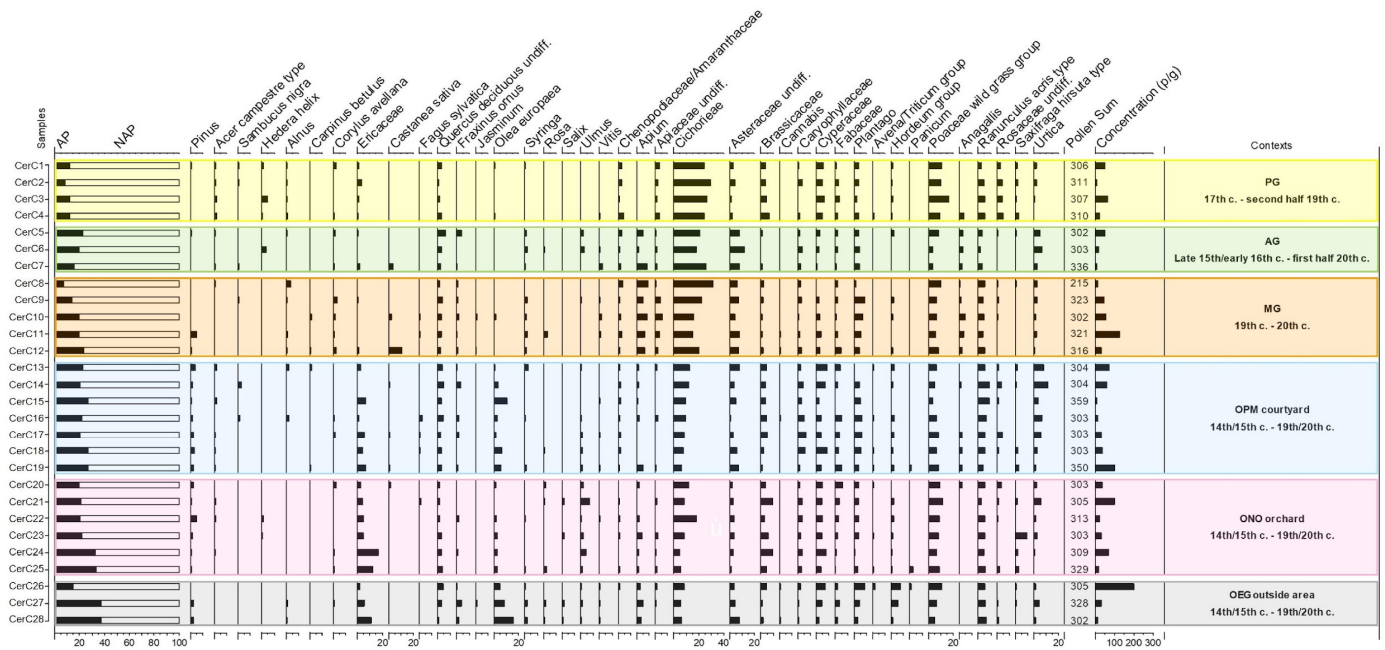 Samples
AP
NAP
Pinus
Acer campestre type
Sambucus nigra
Hedera helix
Alnus
Carpinus betulus
Corylus avellana
Ericaceae
Castanea sativa
Fagus sylvatica
Quercus deciduous undiff.
Fraxinus ornus
Jasminum
Olea europaea
Syringa
Rosa
Salix
Ulmus
Vitis
Chenopodiaceae/Amaranthaceae
Apium
Apiaceae undiff.
Cichorieae
Asteraceae undiff.
Brassicaceae
Cannabis
Caryophyllaceae
Cyperaceae
Fabaceae
Plantago
Avena/Triticum group
Hordeum group
Panicum
Poaceae wild grass group
Anagallis
Ranunculus acris type
Rosaceae undiff.
Saxifraga hirsuta type
Urtica
Pollen Sum
Concentration (p/g)
Contexts
CerC1 306
CerC2 311 PG
CerC3 307 17th c. - second half 19th c.
CerC4 310
CerC5 302 AG
CerC6 303 Late 15th/early 16th c. - first half 20th c.
CerC7 336
CerC8 215
CerC9 323 MG
CerC10 302 19th c. - 20th c.
CerC11 321
CerC12 316
CerC13 304
CerC14 304
CerC15 359 OPM courtyard
CerC16 303 14th/15th c. - 19th/20th c.
CerC17 303
CerC18 303
CerC19 350
CerC20 303
CerC21 305
CerC22 313 ONO orchard
CerC23 303 14th/15th c. - 19th/20th c.
CerC24 309
CerC25 329
CerC26 305 OEG outside area
CerC27 328 14th/15th c. - 19th/20th c.
CerC28 302
20 40 60 80 100 20 20 20 20 40 20 20 20 100 200 300